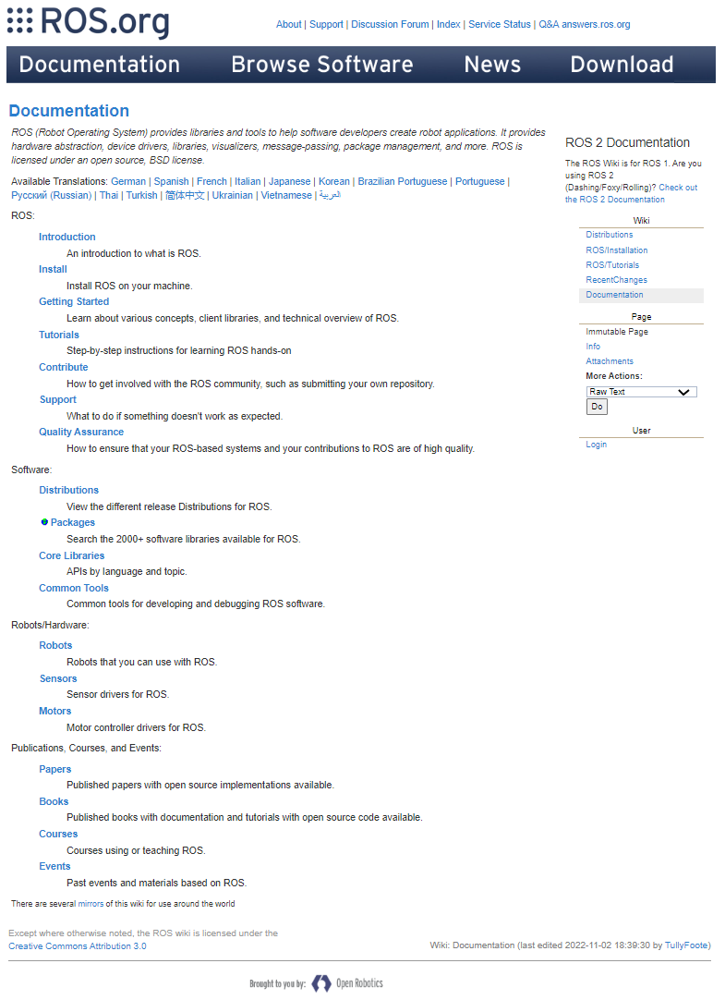 ROS.org
About | Support | Discussion Forum | Index | Service Status | Q&A answers.ros.org
Documentation Browse Software News Download
Documentation
ROS (Robot Operating System) provides libraries and tools to help software developers create robot applications. It provides
hardware abstraction, device drivers, libraries, visualizers, message-passing, package management, and more. ROS is
licensed under an open source, BSD license.
Available Translations: German | Spanish | French | Italian | Japanese | Korean | Brazilian Portuguese | Portuguese |
Русский (Russian) | Thai | Turkish | 简体中文 | Ukrainian | Vietnamese | العربية
ROS:
Introduction
An introduction to what is ROS.
Install
Install ROS on your machine.
Getting Started
Learn about various concepts, client libraries, and technical overview of ROS.
Tutorials
Step-by-step instructions for learning ROS hands-on
Contribute
How to get involved with the ROS community, such as submitting your own repository.
Support
What to do if something doesn't work as expected.
Quality Assurance
How to ensure that your ROS-based systems and your contributions to ROS are of high quality.
Software:
Distributions
View the different release Distributions for ROS.
Packages
Search the 2000+ software libraries available for ROS.
Core Libraries
APIs by language and topic.
Common Tools
Common tools for developing and debugging ROS software.
Robots/Hardware:
Robots
Robots that you can use with ROS.
Sensors
Sensor drivers for ROS.
Motors
Motor controller drivers for ROS.
Publications, Courses, and Events:
Papers
Published papers with open source implementations available.
Books
Published books with documentation and tutorials with open source code available.
Courses
Courses using or teaching ROS.
Events
Past events and materials based on ROS.
There are several mirrors of this wiki for use around the world
ROS 2 Documentation
The ROS Wiki is for ROS 1. Are you
using ROS 2
(Dashing/Foxy/Rolling)? Check out
the ROS 2 Documentation
Wiki
Distributions
ROS/Installation
ROS/Tutorials
RecentChanges
Documentation
Page
Immutable Page
Info
Attachments
More Actions:
Raw Text
Do
User
Login
Except where otherwise noted, the ROS wiki is licensed under the
Creative Commons Attribution 3.0
Wiki: Documentation (last edited 2022-11-02 18:39:30 by TullyFoote)
Brought to you by: Open Robotics